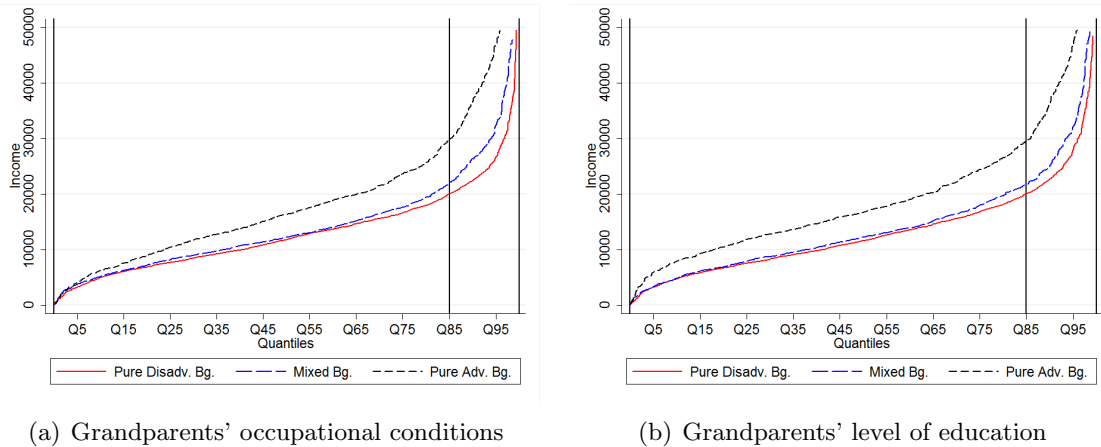 50000
40000
30000
Income
20000
10000
0
Q5 Q15 Q25 Q35 Q45 Q55 Q65 Q75 Q85 Q95
Quantiles
Pure Disadv. Bg. Mixed Bg. Pure Adv. Bg.
(a) Grandparents' occupational conditions
50000
40000
30000
Income
20000
10000
0
Q5 Q15 Q25 Q35 Q45 Q55 Q65 Q75 Q85 Q95
Quantiles
Pure Disadv. Bg. Mixed Bg. Pure Adv. Bg.
(b) Grandparents' level of education